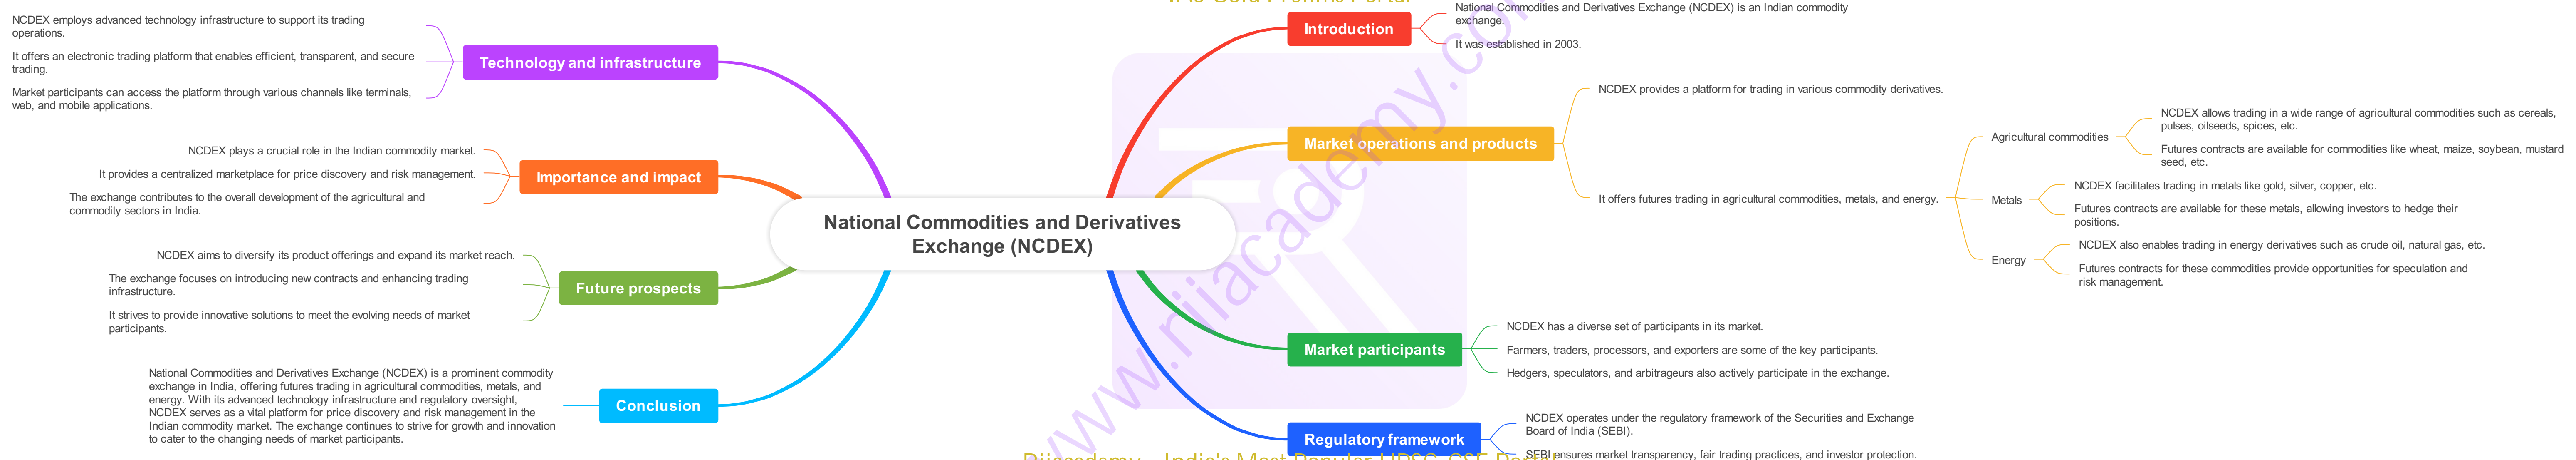 National Commodities and Derivatives
Exchange (NCDEX)
Introduction
National Commodities and Derivatives Exchange (NCDEX) is an Indian commodity
exchange.
It was established in 2003.
Market operations and products
NCDEX provides a platform for trading in various commodity derivatives.
It offers futures trading in agricultural commodities, metals, and energy.
Agricultural commodities
NCDEX allows trading in a wide range of agricultural commodities such as cereals,
pulses, oilseeds, spices, etc.
Futures contracts are available for commodities like wheat, maize, soybean, mustard
seed, etc.
Metals
NCDEX facilitates trading in metals like gold, silver, copper, etc.
Futures contracts are available for these metals, allowing investors to hedge their
positions.
Energy
NCDEX also enables trading in energy derivatives such as crude oil, natural gas, etc.
Futures contracts for these commodities provide opportunities for speculation and
risk management.
Market participants
NCDEX has a diverse set of participants in its market.
Farmers, traders, processors, and exporters are some of the key participants.
Hedgers, speculators, and arbitrageurs also actively participate in the exchange.
Regulatory framework
NCDEX operates under the regulatory framework of the Securities and Exchange
Board of India (SEBI).
SEBI ensures market transparency, fair trading practices, and investor protection.
Technology and infrastructure
NCDEX employs advanced technology infrastructure to support its trading
operations.
It offers an electronic trading platform that enables efficient, transparent, and secure
trading.
Market participants can access the platform through various channels like terminals,
web, and mobile applications.
Importance and impact
NCDEX plays a crucial role in the Indian commodity market.
It provides a centralized marketplace for price discovery and risk management.
The exchange contributes to the overall development of the agricultural and
commodity sectors in India.
Future prospects
NCDEX aims to diversify its product offerings and expand its market reach.
The exchange focuses on introducing new contracts and enhancing trading
infrastructure.
It strives to provide innovative solutions to meet the evolving needs of market
participants.
Conclusion
National Commodities and Derivatives Exchange (NCDEX) is a prominent commodity
exchange in India, offering futures trading in agricultural commodities, metals, and
energy. With its advanced technology infrastructure and regulatory oversight,
NCDEX serves as a vital platform for price discovery and risk management in the
Indian commodity market. The exchange continues to strive for growth and innovation
to cater to the changing needs of market participants.
www.riiacademy.co
India's Most Popular UPSC CSE Portal